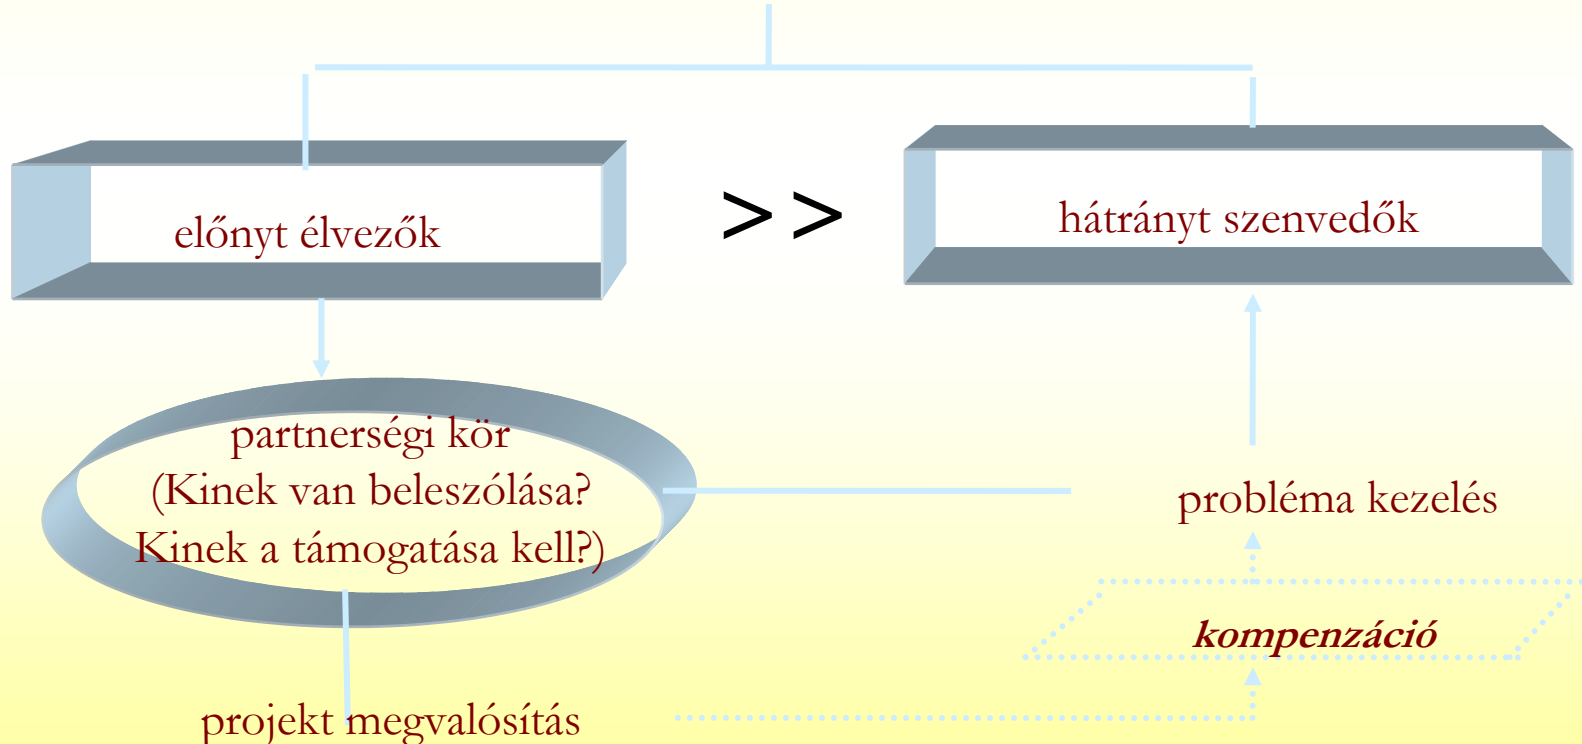 előnyt élvezők
>>
hátrányt szenvedők
partnerségi kör
(Kinek van beleszólása?
Kinek a támogatása kell?)
probléma kezelés
kompenzáció
projekt megvalósítás